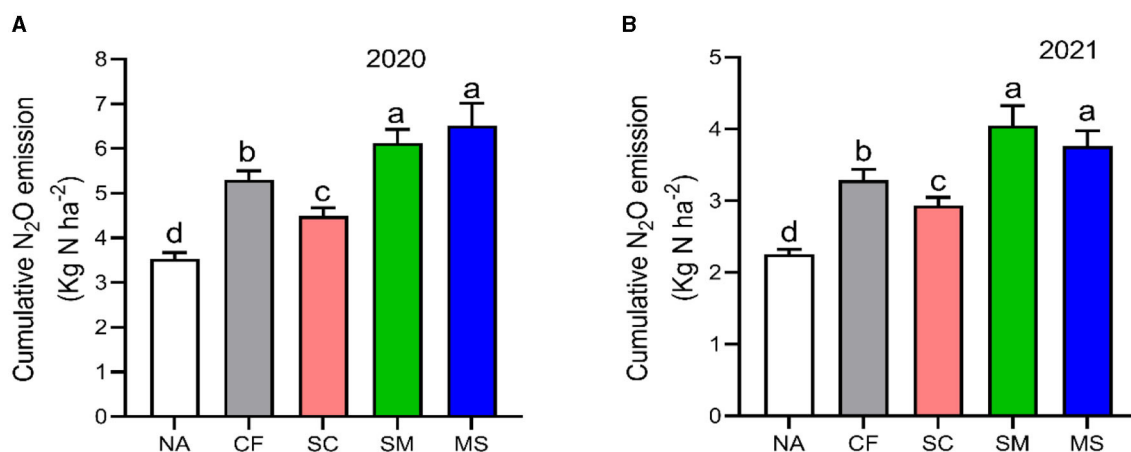 A
2020
Cumulative N₂O emission
(Kg N ha⁻²)
8
7
6
5
4
3
2
1
0
d
b
c
a
a
NA CF SC SM MS
B
2021
Cumulative N₂O emission
(Kg N ha⁻²)
5
4
3
2
1
0
d
b
c
a
a
NA CF SC SM MS